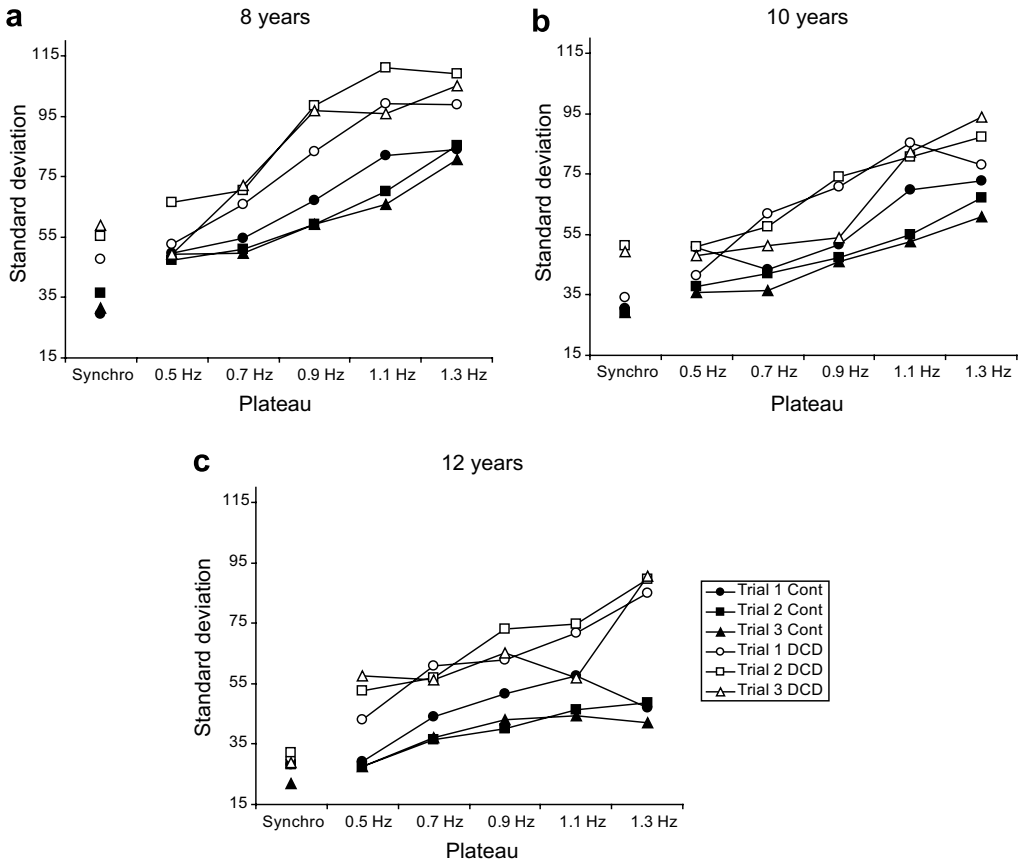 a
8 years
115
95
75
55
35
15
Standard deviation
Synchro 0.5 Hz 0.7 Hz 0.9 Hz 1.1 Hz 1.3 Hz
Plateau
b
10 years
115
95
75
55
35
15
Standard deviation
Synchro 0.5 Hz 0.7 Hz 0.9 Hz 1.1 Hz 1.3 Hz
Plateau
c
12 years
115
95
75
55
35
15
Standard deviation
Synchro 0.5 Hz 0.7 Hz 0.9 Hz 1.1 Hz 1.3 Hz
Plateau
Trial 1 Cont
Trial 2 Cont
Trial 3 Cont
Trial 1 DCD
Trial 2 DCD
Trial 3 DCD